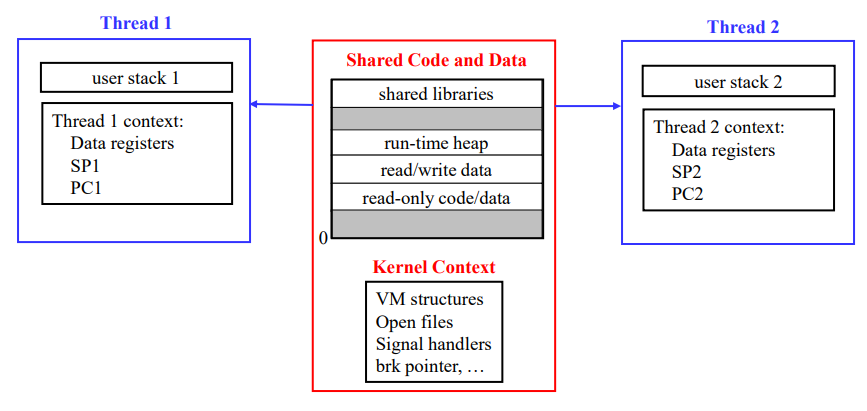 Thread 1
user stack 1
Thread 1 context:
Data registers
SP1
PC1
Shared Code and Data
shared libraries
run-time heap
read/write data
read-only code/data
0
Kernel Context
VM structures
Open files
Signal handlers
brk pointer, …
Thread 2
user stack 2
Thread 2 context:
Data registers
SP2
PC2